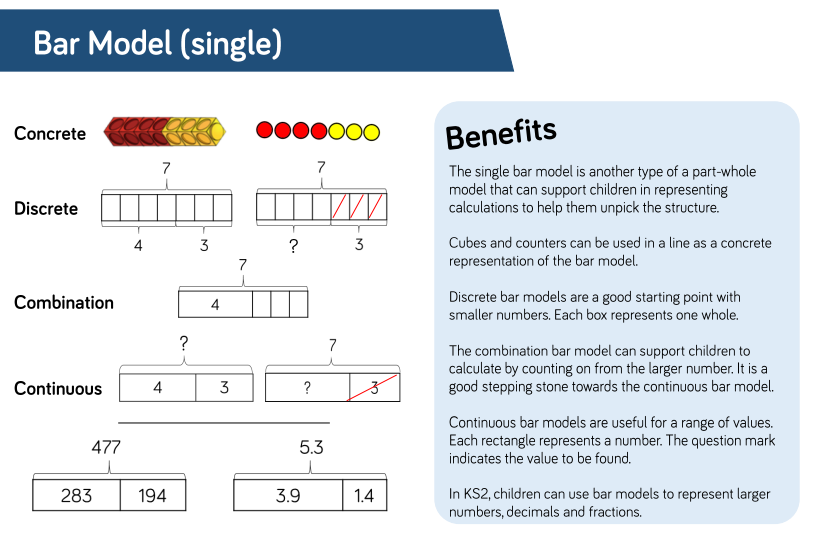 Bar Model (single)
Concrete
7
7
Discrete
4
3
?
3
7
Combination
4
?
7
Continuous
4
3
?
3
477
5.3
283
194
3.9
1.4
Benefits
The single bar model is another type of a part-whole
model that can support children in representing
calculations to help them unpick the structure.
Cubes and counters can be used in a line as a concrete
representation of the bar model.
Discrete bar models are a good starting point with
smaller numbers. Each box represents one whole.
The combination bar model can support children to
calculate by counting on from the larger number. It is a
good stepping stone towards the continuous bar model.
Continuous bar models are useful for a range of values.
Each rectangle represents a number. The question mark
indicates the value to be found.
In KS2, children can use bar models to represent larger
numbers, decimals and fractions.